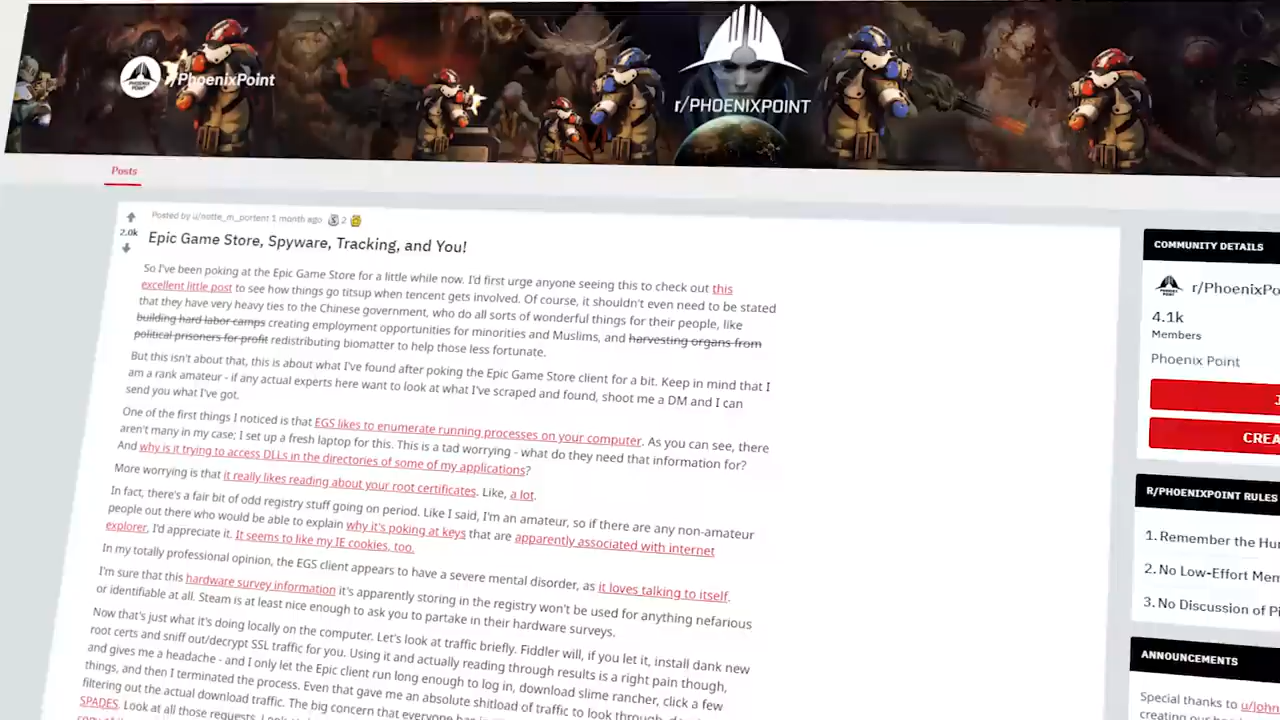 r/PhoenixPoint
r/PHOENIXPOINT
Posts
Posted by u/notte_m_portent 1 month ago 2
2.0k
Epic Game Store, Spyware, Tracking, and You!
So I've been poking at the Epic Game Store for a little while now. I'd first urge anyone seeing this to check out this
excellent little post to see how things go titsup when tencent gets involved. Of course, it shouldn't even need to be stated
that they have very heavy ties to the Chinese government, who do all sorts of wonderful things for their people, like
building hard labor camps creating employment opportunities for minorities and Muslims, and harvesting organs from
political prisoners for profit redistributing biomatter to help those less fortunate.
But this isn't about that, this is about what I've found after poking the Epic Game Store client for a bit. Keep in mind that I
am a rank amateur - if any actual experts here want to look at what I've scraped and found, shoot me a DM and I can
send you what I've got.
One of the first things I noticed is that EGS likes to enumerate running processes on your computer. As you can see, there
aren't many in my case; I set up a fresh laptop for this. This is a tad worrying - what do they need that information for?
And why is it trying to access DLLs in the directories of some of my applications?
More worrying is that it really likes reading about your root certificates. Like, a lot.
In fact, there's a fair bit of odd registry stuff going on period. Like I said, I'm an amateur, so if there are any non-amateur
people out there who would be able to explain why it's poking at keys that are apparently associated with internet
explorer, I'd appreciate it. It seems to like my IE cookies, too.
In my totally professional opinion, the EGS client appears to have a severe mental disorder, as it loves talking to itself.
I'm sure that this hardware survey information it's apparently storing in the registry won't be used for anything nefarious
or identifiable at all. Steam is at least nice enough to ask you to partake in their hardware surveys.
Now that's just what it's doing locally on the computer. Let's look at traffic briefly. Fiddler will, if you let it, install dank new
root certs and sniff out/decrypt SSL traffic for you. Using it and actually reading through results is a right pain though,
and gives me a headache - and I only let the Epic client run long enough to log in, download slime rancher, click a few
things, and then I terminated the process. Even that gave me an absolute shitload of traffic to look through, despite
filtering out the actual download traffic. The big concern that everyone has
SPADES. Look at all those requests.
COMMUNITY DETAILS
r/PhoenixPo
4.1k
Members
Phoenix Point
CREA
R/PHOENIXPOINT RULES
1. Remember the Hu
2. No Low-Effort Mem
3. No Discussion of Pi
ANNOUNCEMENTS
Special thanks to u/John
creating our